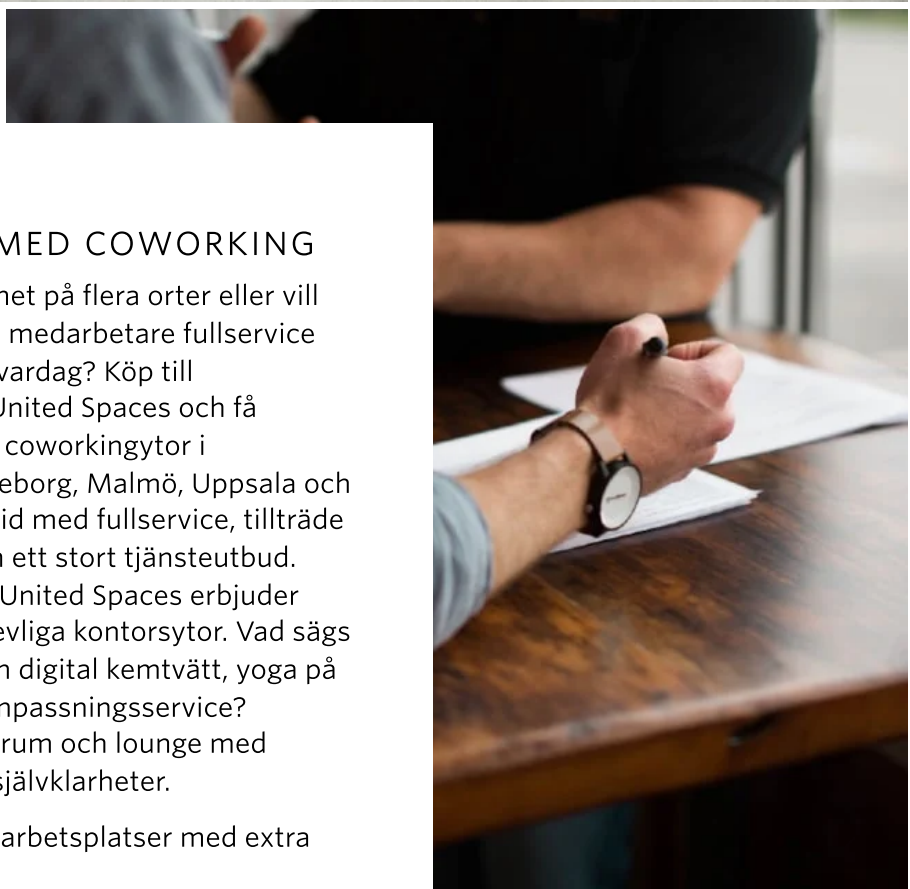 MED COWORKING
het på flera orter eller vill
medarbetare fullservice
vardag? Köp till
United Spaces och få
coworkingytor i
eborg, Malmö, Uppsala och
id med fullservice, tillträde
ett stort tjänsteutbud.
United Spaces erbjuder
evliga kontorsytor. Vad sägs
digital kemtvätt, yoga på
npassningsservice?
rum och lounge med
självklarheter.
arbetsplatser med extra